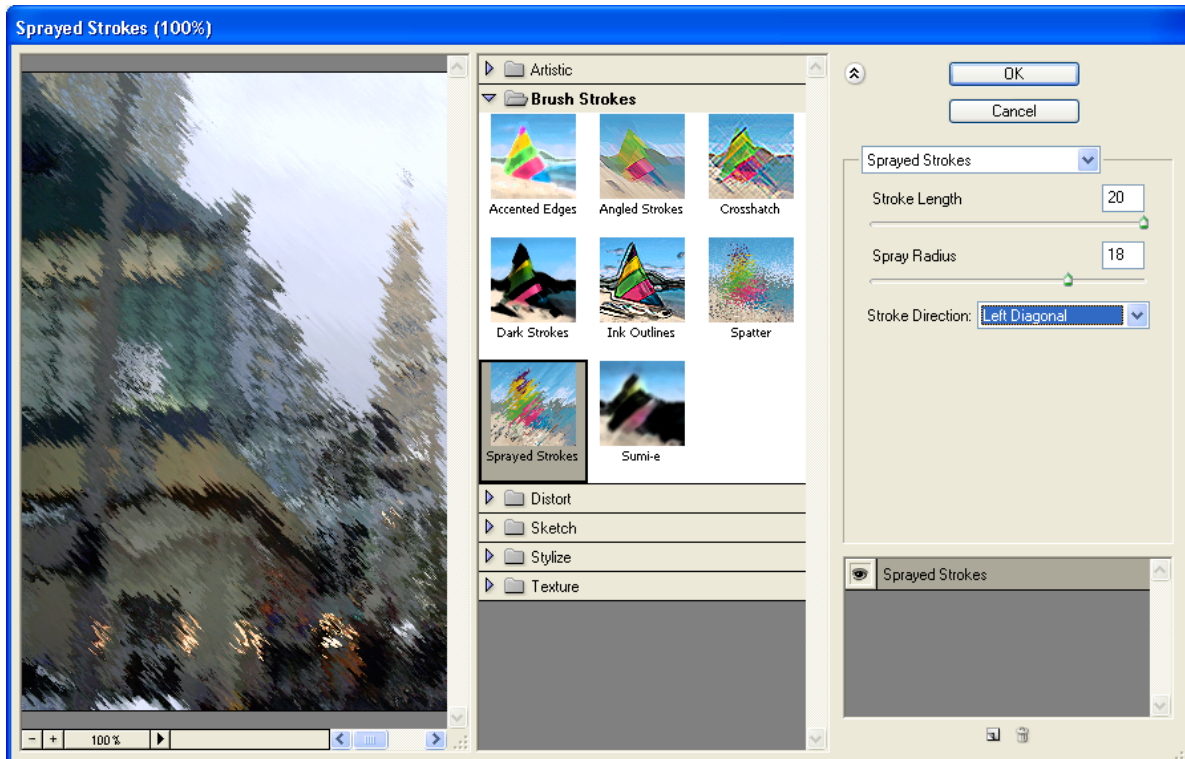 Sprayed Strokes (100%)
Artistic
Brush Strokes
Accented Edges
Angled Strokes
Crosshatch
Dark Strokes
Ink Outlines
Spatter
Sprayed Strokes
Sumi-e
Distort
Sketch
Stylize
Texture
- + 100%
OK
Cancel
Sprayed Strokes
Stroke Length 20
Spray Radius 18
Stroke Direction: Left Diagonal
Sprayed Strokes